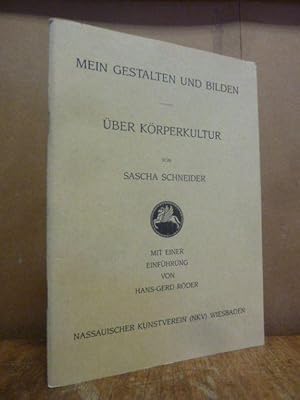 MEIN GESTALTEN UND BILDEN
ÜBER KÖRPERKULTUR
VON
SASCHA SCHNEIDER
MIT EINER
EINFÜHRUNG
VON
HANS-GERD RÖDER
NASSAUISCHER KUNSTVEREIN (NKV) WIESBADEN